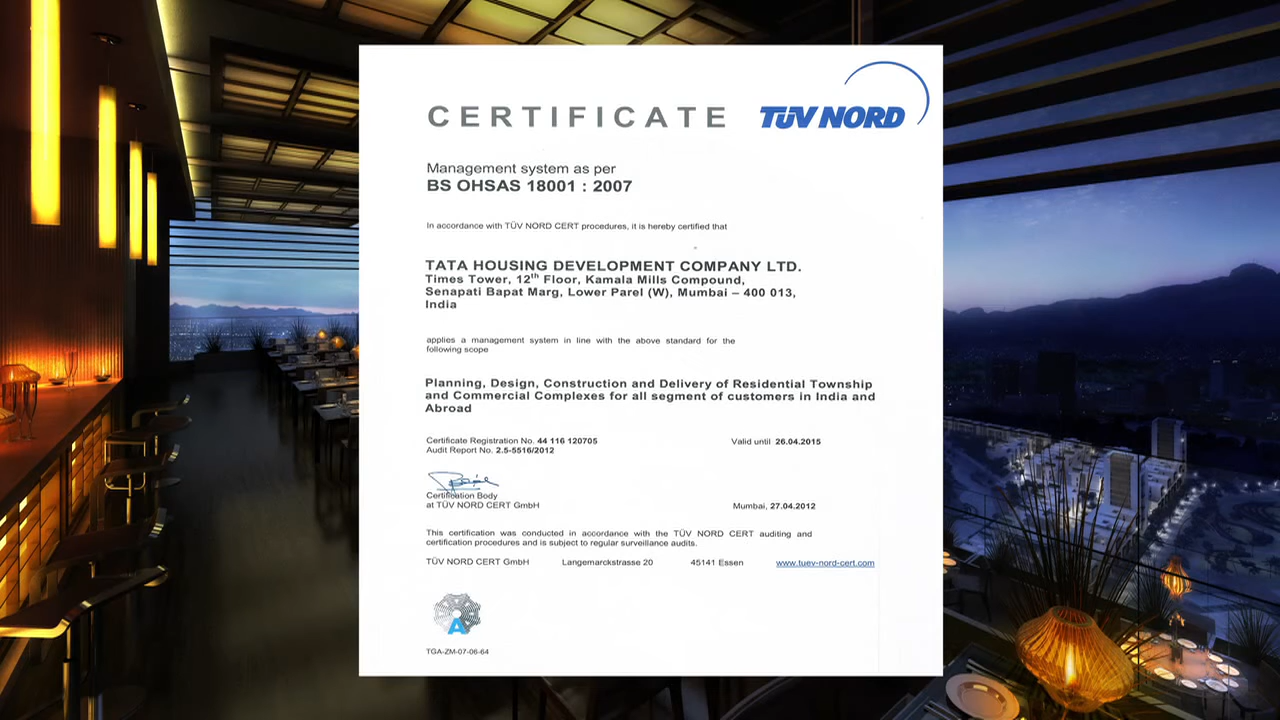 CERTIFICATE
TÜV NORD
Management system as per
BS OHSAS 18001 : 2007
In accordance with TÜV NORD CERT procedures, it is hereby certified that
TATA HOUSING DEVELOPMENT COMPANY LTD.
Times Tower, 12th Floor, Kamala Mills Compound,
Senapati Bapat Marg, Lower Parel (W), Mumbai – 400 013,
India
applies a management system in line with the above standard for the
following scope
Planning, Design, Construction and Delivery of Residential Township
and Commercial Complexes for all segment of customers in India and
Abroad
Certificate Registration No. 44 116 120705
Valid until 26.04.2015
Audit Report No. 2.5-5516/2012
Certification Body
at TÜV NORD CERT GmbH
Mumbai, 27.04.2012
This certification was conducted in accordance with the TÜV NORD CERT auditing and
certification procedures and is subject to regular surveillance audits.
TÜV NORD CERT GmbH Langemarckstrasse 20 45141 Essen www.tuev-nord-cert.com
A
TGA-ZM-07-06-64